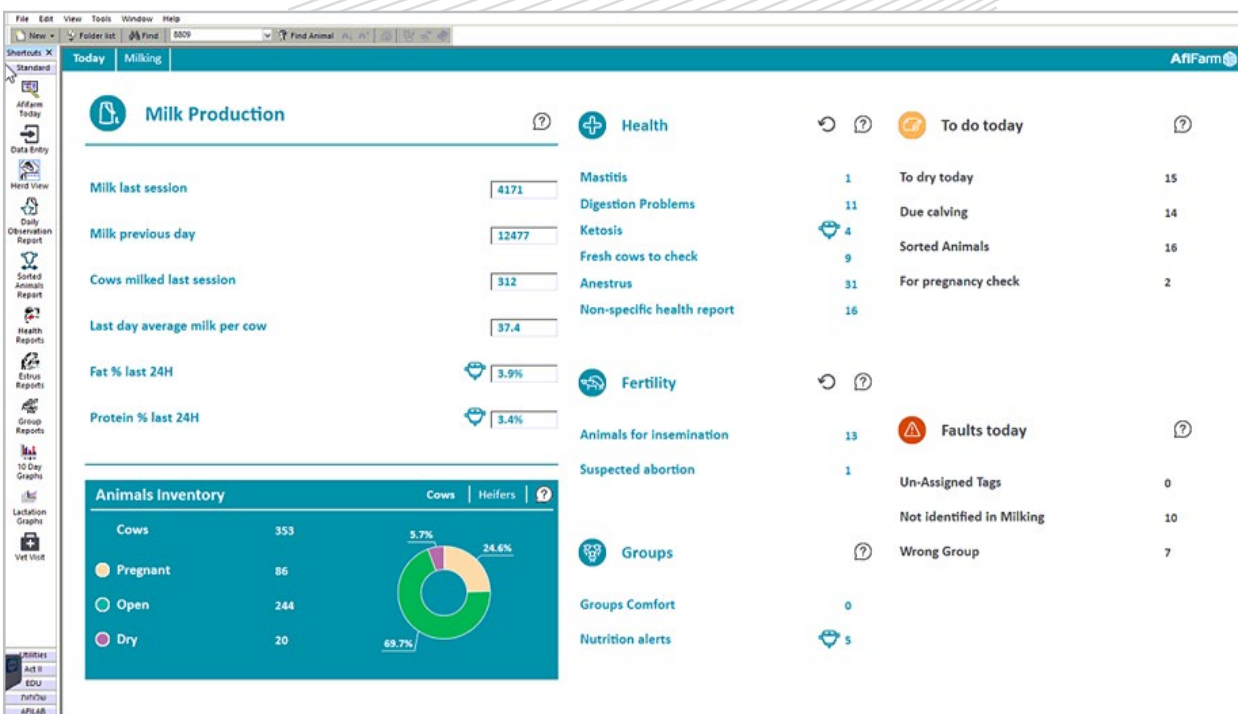 File Edit View Tools Window Help
New Folder list Find 5809 Find Animal
Shortcuts X
Standard
Afifarm Today
Data Entry
Herd View
Daily Observation Report
Sorted Animals Report
Health Reports
Estrus Reports
Group Reports
10 Day Graphs
Lactation Graphs
Vet Visit
Utilities
Act II
EDU
שלוחות
AFILAB
Today Milking AfiFarm
Milk Production
Milk last session 4171
Milk previous day 12477
Cows milked last session 312
Last day average milk per cow 37.4
Fat % last 24H 3.9%
Protein % last 24H 3.4%
Animals Inventory Cows Heifers
Cows 353
Pregnant 86
Open 244
Dry 20
5.7%
24.6%
69.7%
Health
Mastitis 1
Digestion Problems 11
Ketosis 4
Fresh cows to check 9
Anestrus 31
Non-specific health report 16
Fertility
Animals for insemination 13
Suspected abortion 1
Groups
Groups Comfort 0
Nutrition alerts 5
To do today
To dry today 15
Due calving 14
Sorted Animals 16
For pregnancy check 2
Faults today
Un-Assigned Tags 0
Not identified in Milking 10
Wrong Group 7